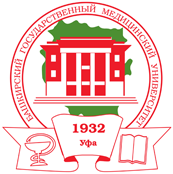 БАШКИРСКИЙ ГОСУДАРСТВЕННЫЙ МЕДИЦИНСКИЙ УНИВЕРСИТЕТ
1932
Уфа